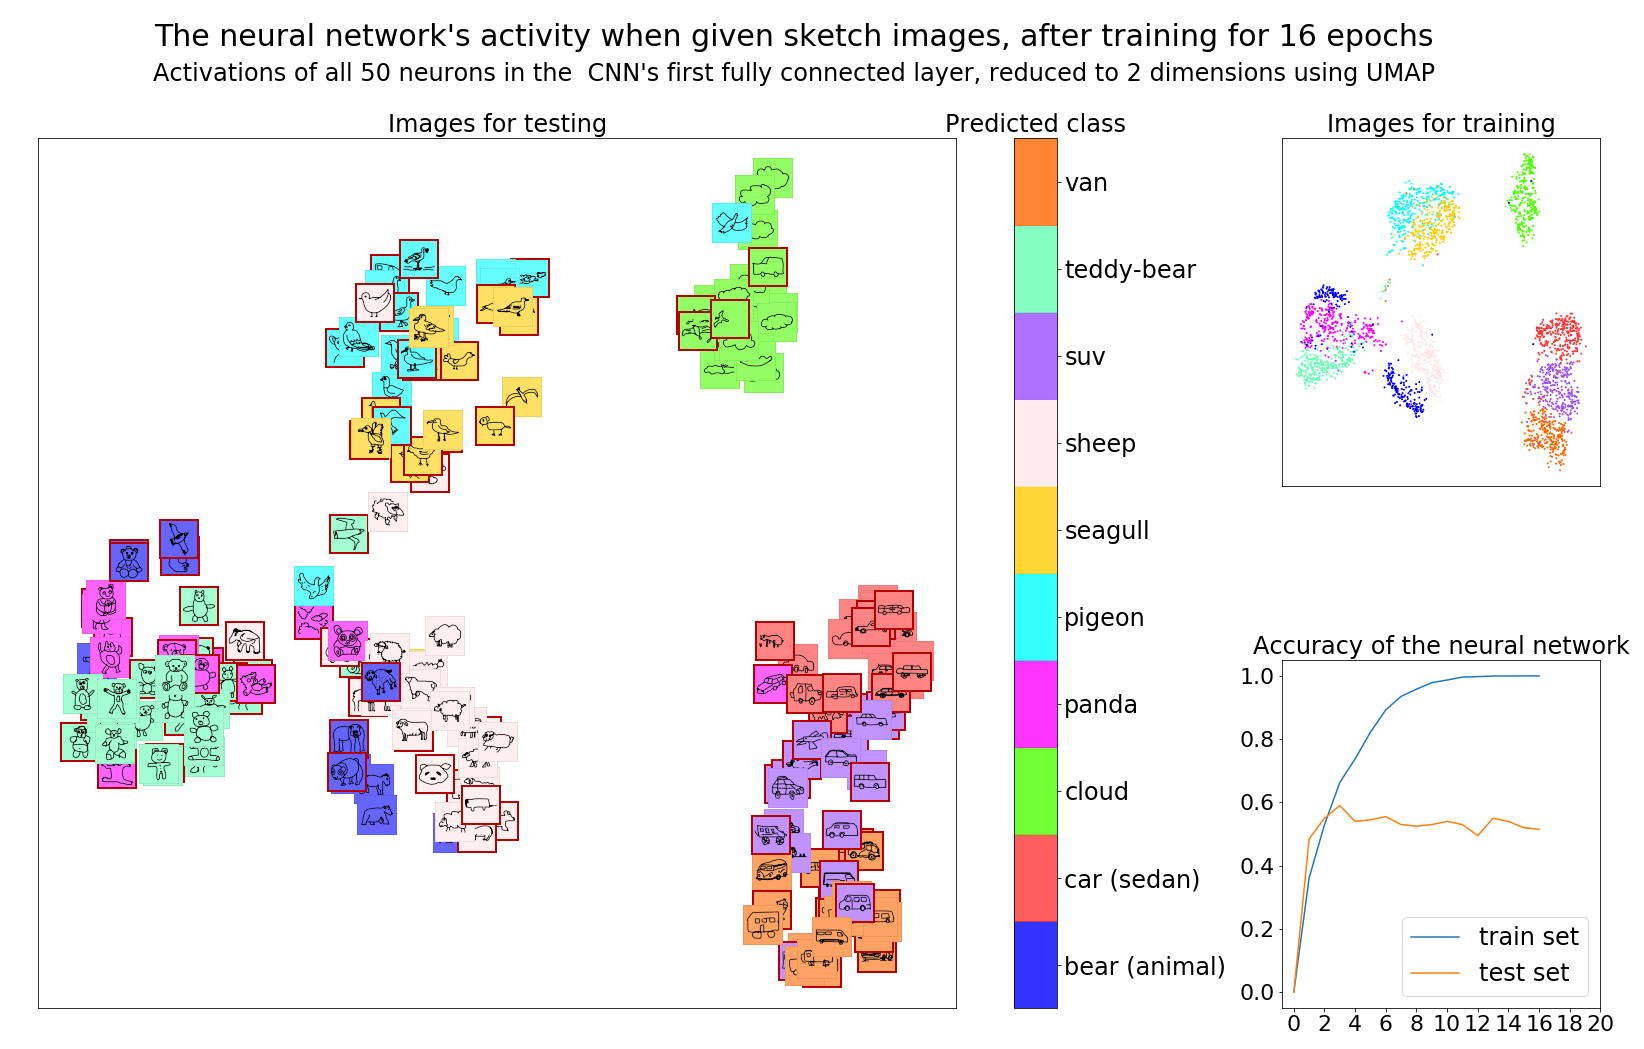 The neural network's activity when given sketch images, after training for 16 epochs
Activations of all 50 neurons in the  CNN's first fully connected layer, reduced to 2 dimensions using UMAP
Images for testing
Predicted class
van
teddy-bear
suv
sheep
seagull
pigeon
panda
cloud
car (sedan)
bear (animal)
Images for training
Accuracy of the neural network
1.0
0.8
0.6
0.4
0.2
0.0
train set
test set
0 2 4 6 8 10 12 14 16 18 20